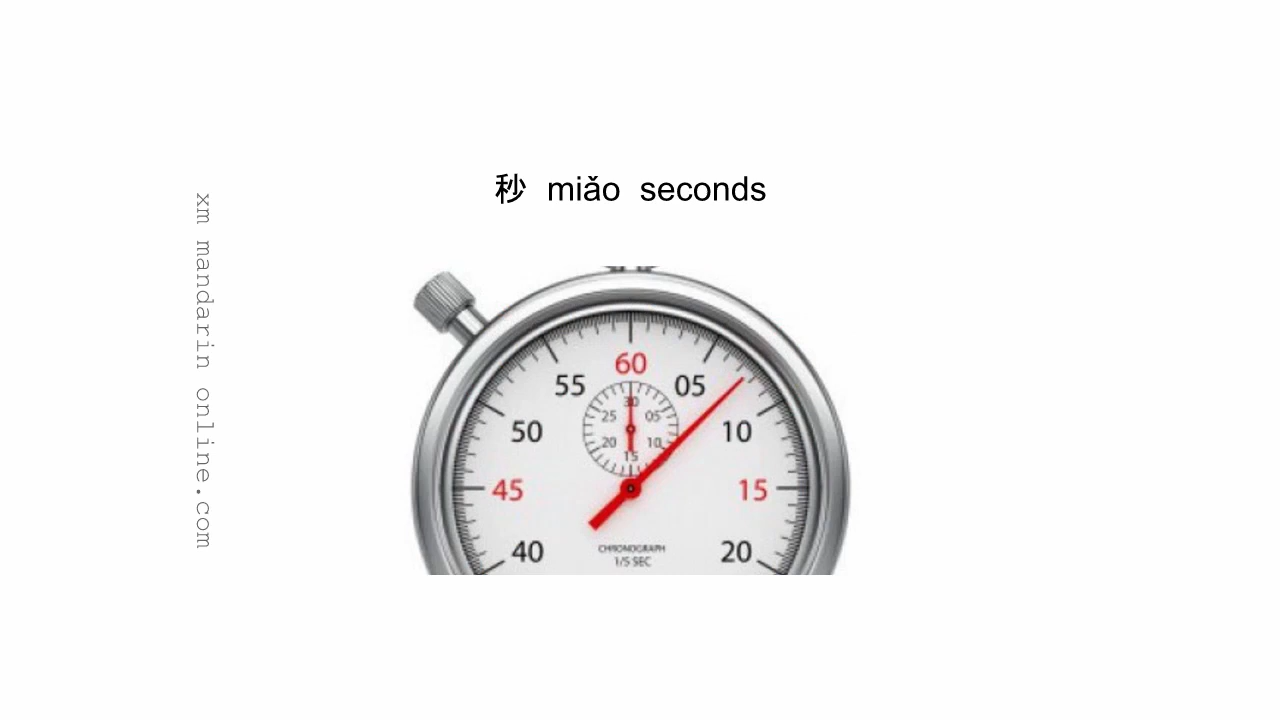 秒 miǎo seconds
xm mandarin online.com
60
55 05
50 10
45 15
40 20
30
25 05
20 10
15
CHRONOGRAPH
1/5 SEC